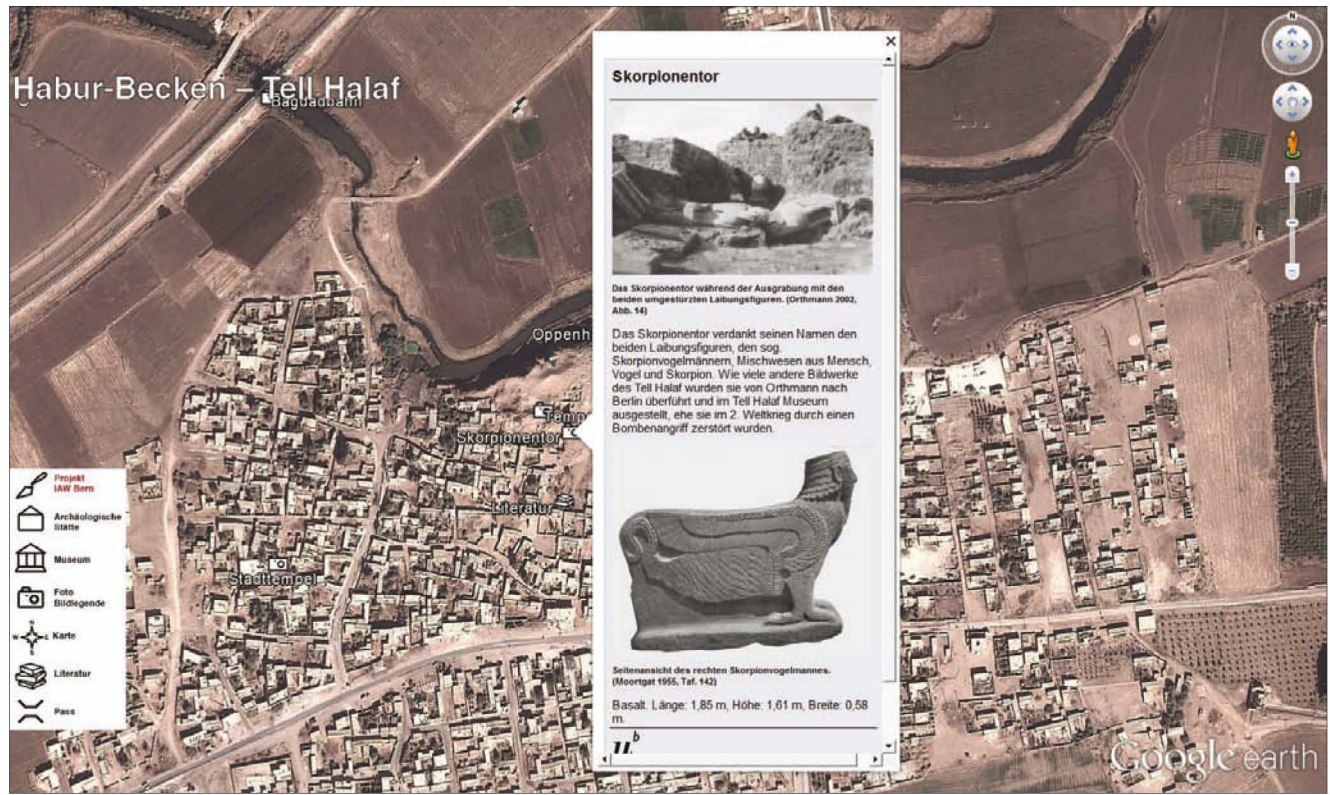 Ḫabur-Becken – Tell Halaf
Bagdadbahn
Oppenh
Temp
Skorpionentor
Literatur
Stadttempel
Projekt
IAW Bern
Archäologische
Stätte
Museum
Foto
Bildlegende
N
W
E
S
Karte
Literatur
Pass
Skorpionentor
Das Skorpionentor während der Ausgrabung mit den
beiden umgestürzten Laibungsfiguren. (Orthmann 2002,
Abb. 14)
Das Skorpionentor verdankt seinen Namen den
beiden Laibungsfiguren, den sog.
Skorpionvogelmännern, Mischwesen aus Mensch,
Vogel und Skorpion. Wie viele andere Bildwerke
des Tell Halaf wurden sie von Orthmann nach
Berlin überführt und im Tell Halaf Museum
ausgestellt, ehe sie im 2. Weltkrieg durch einen
Bombenangriff zerstört wurden.
Seitenansicht des rechten Skorpionvogelmannes.
(Moortgat 1955, Taf. 142)
Basalt. Länge: 1,85 m, Höhe: 1,61 m, Breite: 0,58
m.
b
N
Google earth